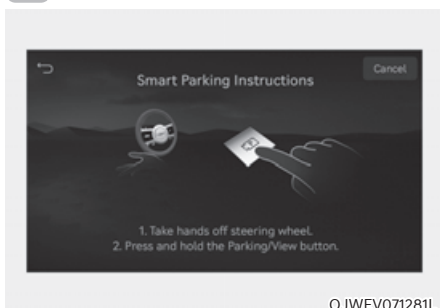 Cancel
Smart Parking Instructions
1. Take hands off steering wheel.
2. Press and hold the Parking/View button.
OJWEV071281L